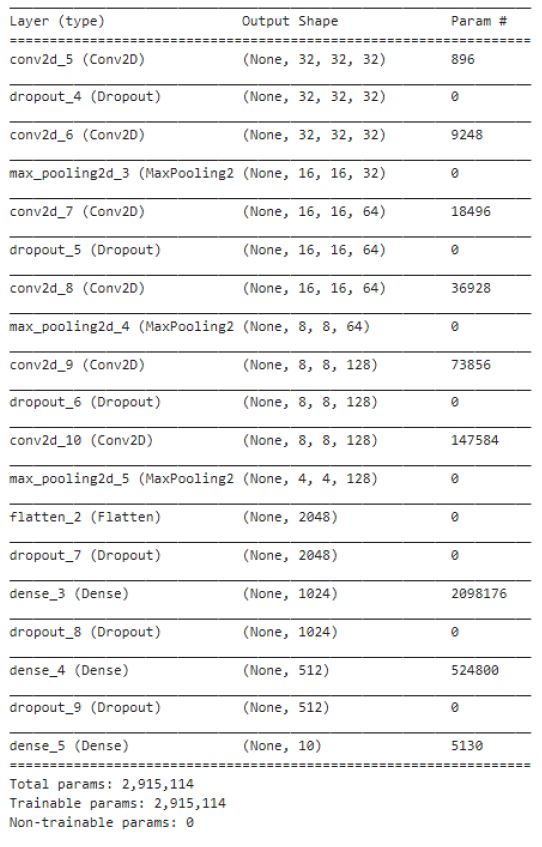 Layer (type) Output Shape Param #
=================================================================
conv2d_5 (Conv2D) (None, 32, 32, 32) 896
dropout_4 (Dropout) (None, 32, 32, 32) 0
conv2d_6 (Conv2D) (None, 32, 32, 32) 9248
max_pooling2d_3 (MaxPooling2 (None, 16, 16, 32) 0
conv2d_7 (Conv2D) (None, 16, 16, 64) 18496
dropout_5 (Dropout) (None, 16, 16, 64) 0
conv2d_8 (Conv2D) (None, 16, 16, 64) 36928
max_pooling2d_4 (MaxPooling2 (None, 8, 8, 64) 0
conv2d_9 (Conv2D) (None, 8, 8, 128) 73856
dropout_6 (Dropout) (None, 8, 8, 128) 0
conv2d_10 (Conv2D) (None, 8, 8, 128) 147584
max_pooling2d_5 (MaxPooling2 (None, 4, 4, 128) 0
flatten_2 (Flatten) (None, 2048) 0
dropout_7 (Dropout) (None, 2048) 0
dense_3 (Dense) (None, 1024) 2098176
dropout_8 (Dropout) (None, 1024) 0
dense_4 (Dense) (None, 512) 524800
dropout_9 (Dropout) (None, 512) 0
dense_5 (Dense) (None, 10) 5130
=================================================================
Total params: 2,915,114
Trainable params: 2,915,114
Non-trainable params: 0